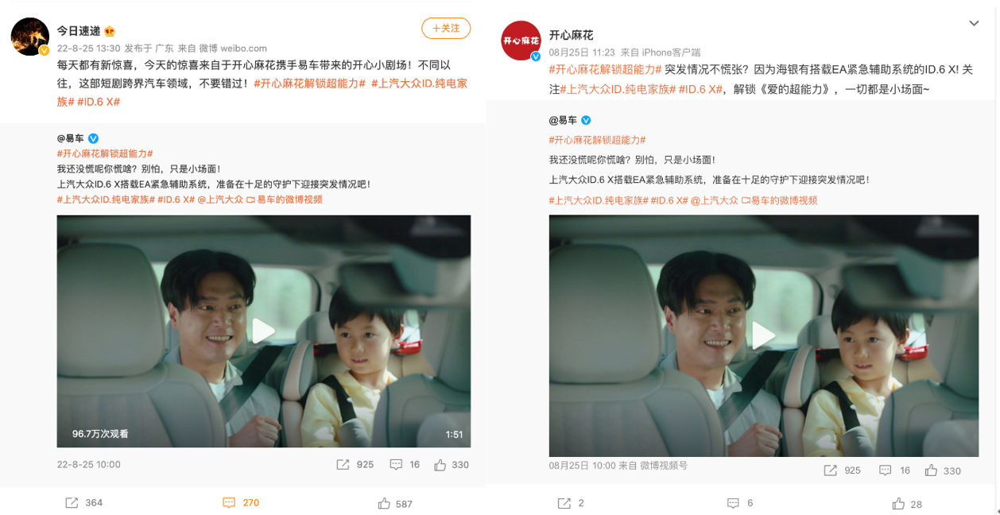 今日速递
+关注
22-8-25 13:30 发布于 广东 来自 微博 weibo.com
每天都有新惊喜，今天的惊喜来自于开心麻花携手易车带来的开心小剧场！不同以
往，这部短剧跨界汽车领域，不要错过！#开心麻花解锁超能力# #上汽大众ID.纯电家
族# #ID.6 X#
@易车
#开心麻花解锁超能力#
我还没慌呢你慌啥？别怕，只是小场面！
上汽大众ID.6 X搭载EA紧急辅助系统，准备在十足的守护下迎接突发情况吧！
#上汽大众ID.纯电家族# #ID.6 X# @上汽大众 易车的微博视频
96.7万次观看
1:51
22-8-25 10:00
925
16
330
364
270
587
开心麻花
开心麻花
08月25日 11:23 来自 iPhone客户端
#开心麻花解锁超能力# 突发情况不慌张？因为海银有搭载EA紧急辅助系统的ID.6 X! 关
注#上汽大众ID.纯电家族# #ID.6 X#，解锁《爱的超能力》，一切都是小场面~
@易车
#开心麻花解锁超能力#
我还没慌呢你慌啥？别怕，只是小场面！
上汽大众ID.6 X搭载EA紧急辅助系统，准备在十足的守护下迎接突发情况吧！
#上汽大众ID.纯电家族# #ID.6 X# @上汽大众 易车的微博视频
08月25日 10:00 来自 微博视频号
925
16
330
2
6
28